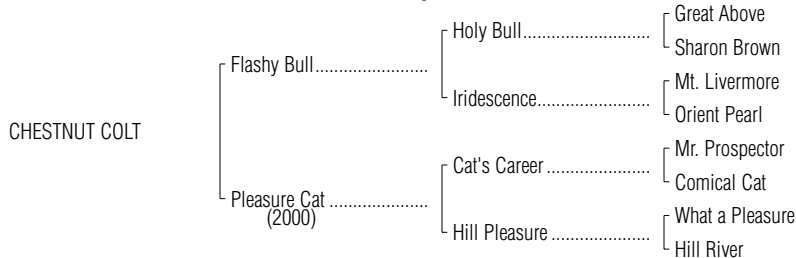 Great Above
Holy Bull
Sharon Brown
Flashy Bull
Mt. Livermore
Iridescence
Orient Pearl
CHESTNUT COLT
Mr. Prospector
Cat's Career
Comical Cat
Pleasure Cat
(2000)
What a Pleasure
Hill Pleasure
Hill River